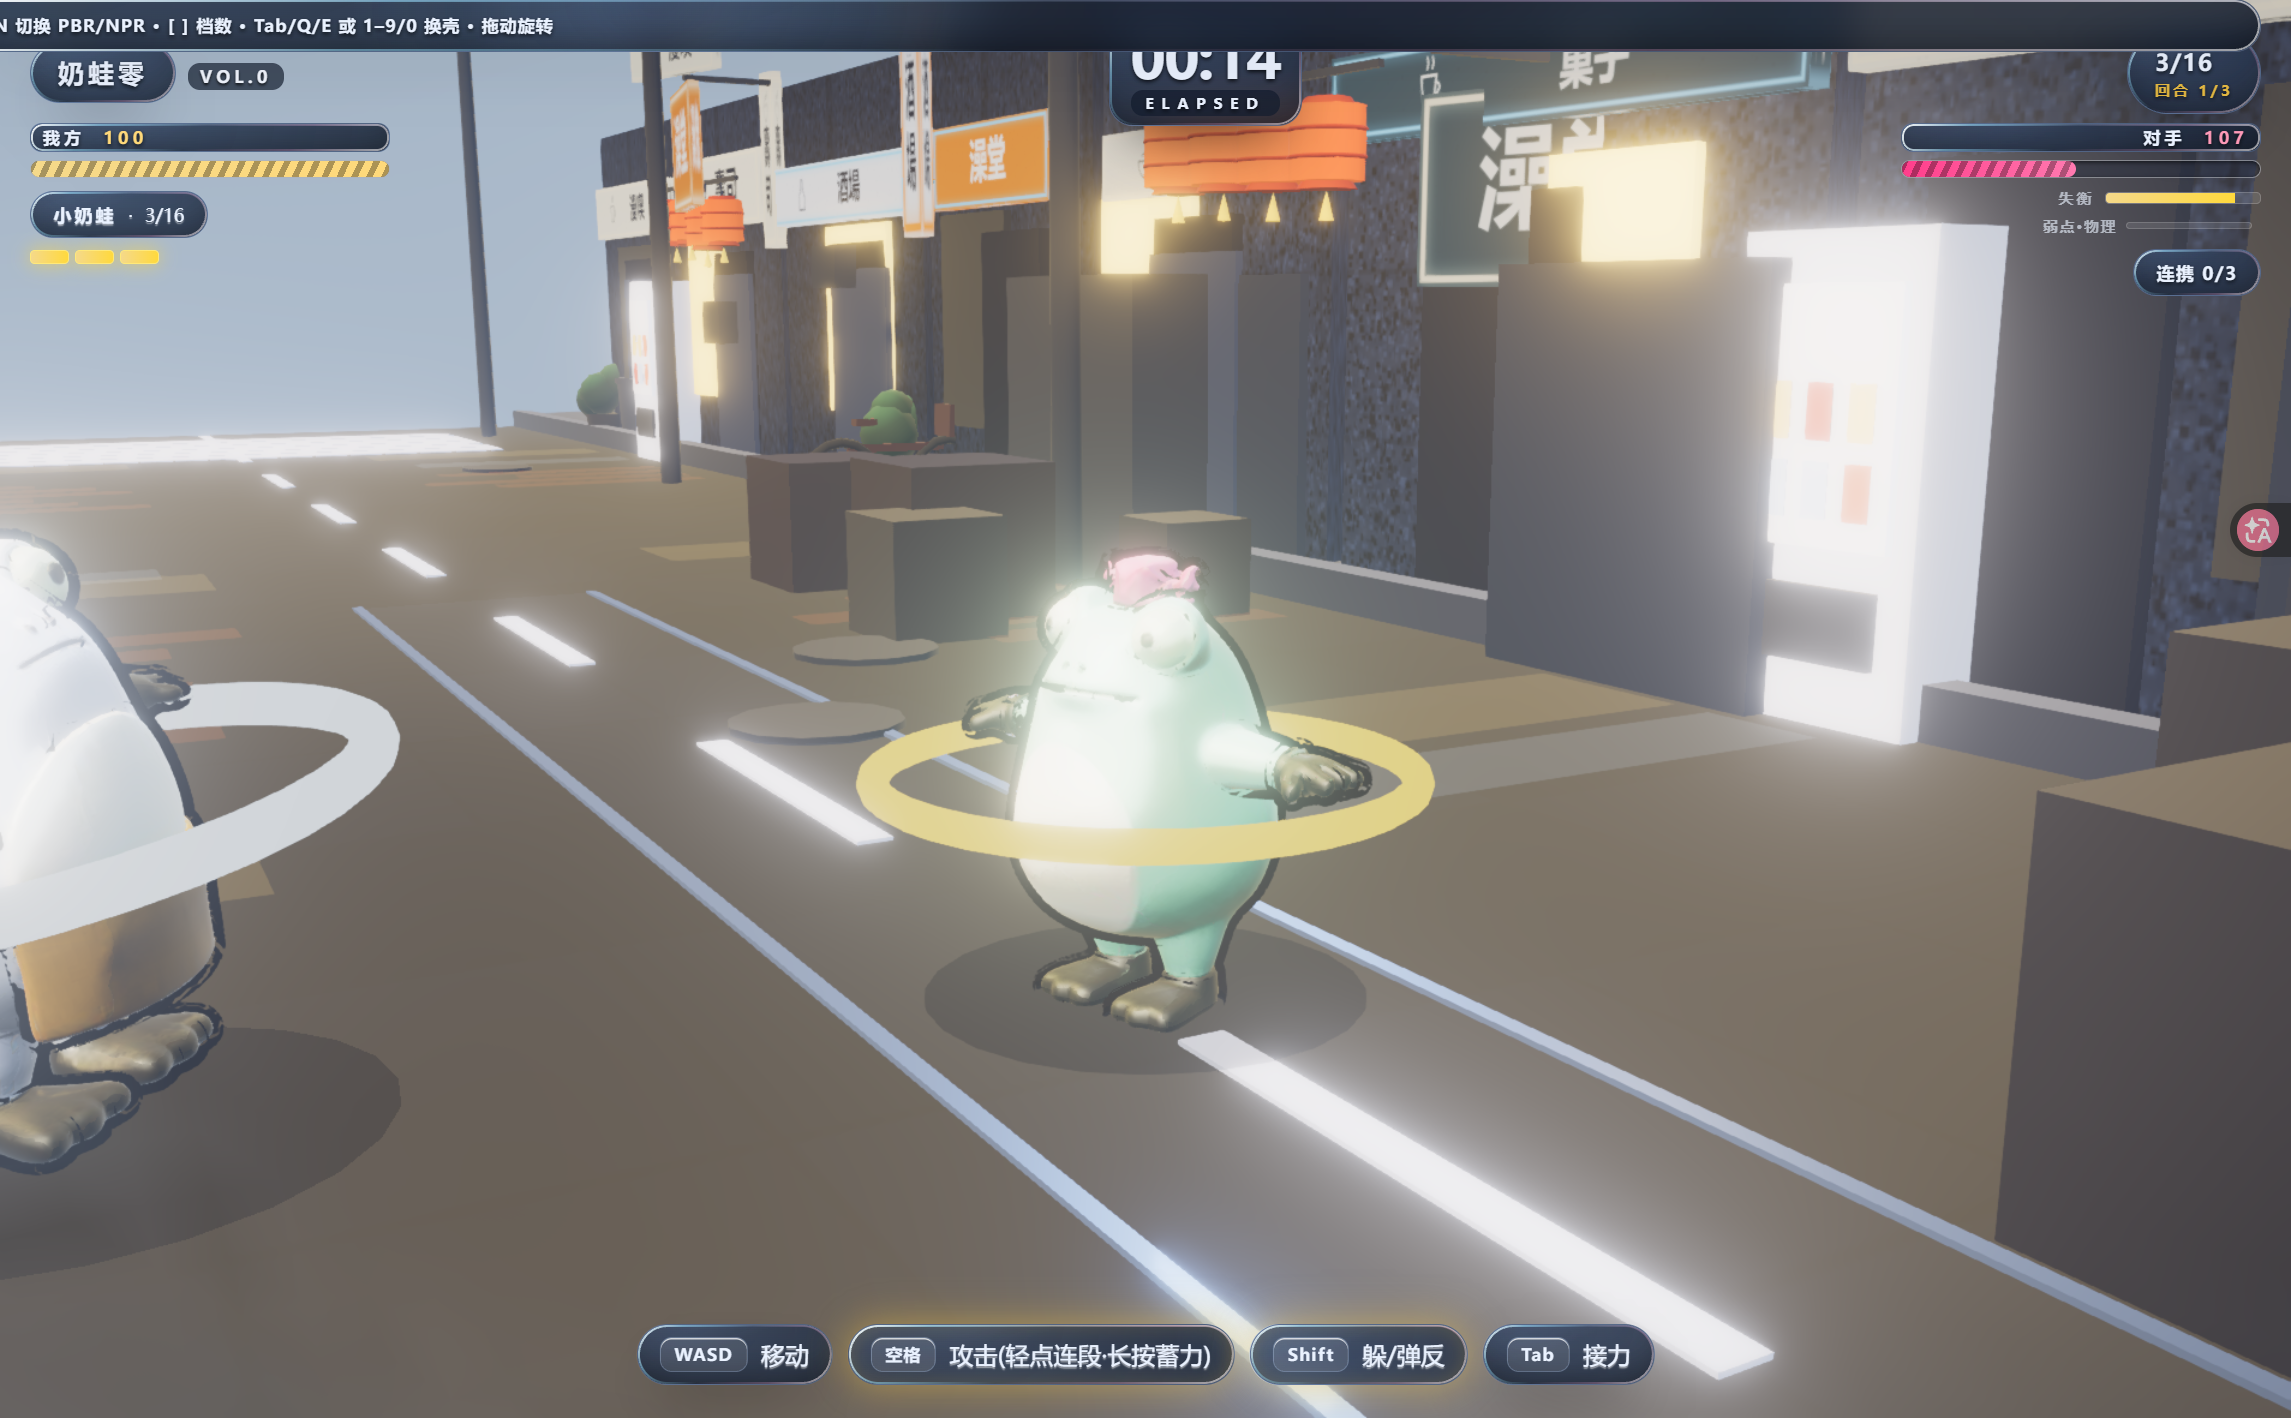 切换 PBR/NPR • [ ] 档数 • Tab/Q/E 或 1–9/0 换壳 • 拖动旋转
奶蛙零 VOL.0
00:14
ELAPSED
3/16
回合 1/3
我方 100
对手 107
小奶蛙 · 3/16
失衡
弱点•物理
连携 0/3
酒場
澡堂
菓子
WASD 移动
空格 攻击(轻点连段·长按蓄力)
Shift 躲/弹反
Tab 接力